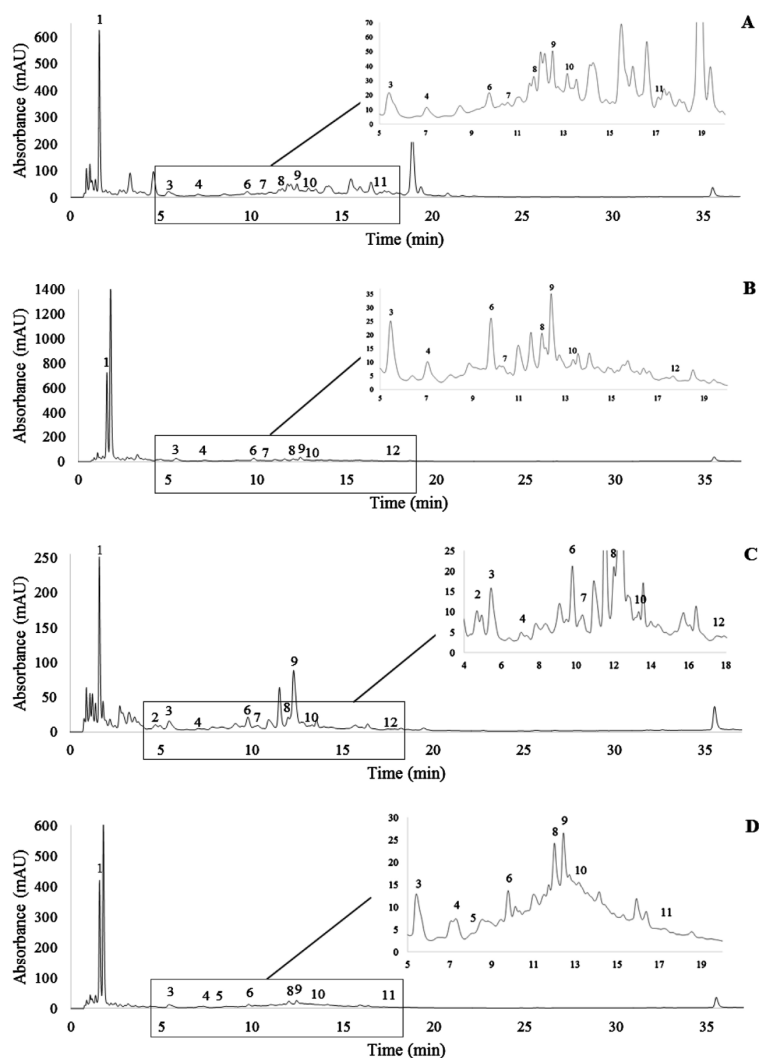 A
Absorbance (mAU)
600
500
400
300
200
100
0
1
3 4 6 7 8 9 10 11
0 5 10 15 20 25 30 35
Time (min)
70
60
50
40
30
20
10
0
3 4 6 7 8 9 10 11
5 7 9 11 13 15 17 19
B
Absorbance (mAU)
1400
1200
1000
800
600
400
200
0
1
3 4 6 7 8 9 10 12
0 5 10 15 20 25 30 35
Time (min)
35
30
25
20
15
10
5
0
3 4 6 7 8 9 10 12
5 7 9 11 13 15 17 19
C
Absorbance (mAU)
250
200
150
100
50
0
1
2 3 4 6 7 8 9 10 12
0 5 10 15 20 25 30 35
Time (min)
25
20
15
10
5
0
2 3 4 6 7 8 10 12
4 6 8 10 12 14 16 18
D
Absorbance (mAU)
600
500
400
300
200
100
0
1
3 4 5 6 8 9 10 11
0 5 10 15 20 25 30 35
Time (min)
30
25
20
15
10
5
0
3 4 5 6 8 9 10 11
5 7 9 11 13 15 17 19